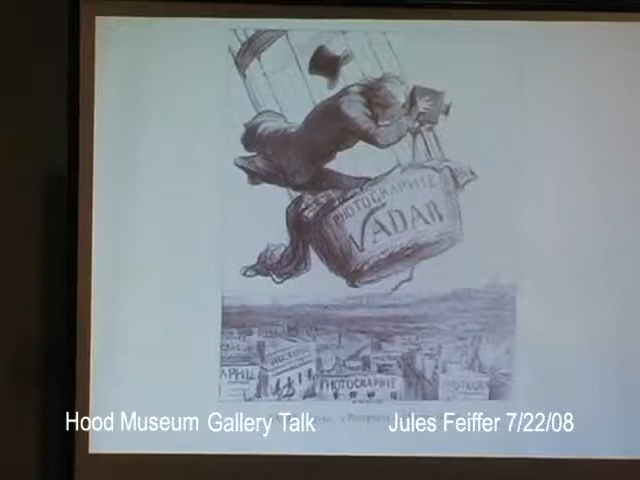 PHOTOGRAPHIE
NADAR
PHOTOGRAPHIE
Hood Museum Gallery Talk
Jules Feiffer 7/22/08